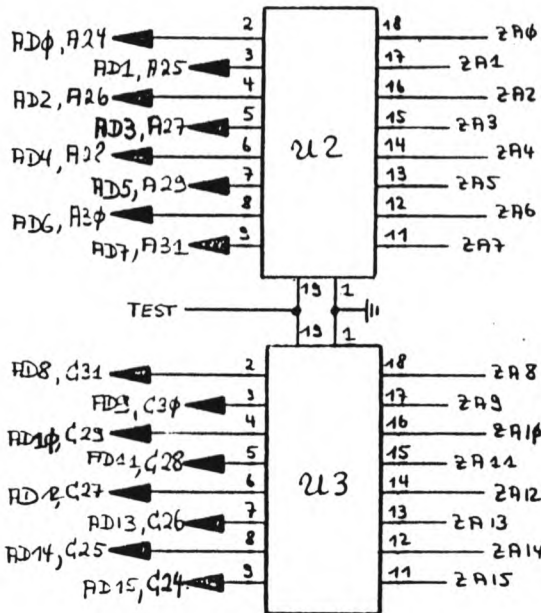 ADφ, A24 2 18 ZAφ
AD1, A25 3 17 ZA1
AD2, A26 4 16 ZA2
AD3, A27 5 15 ZA3
AD4, A28 6 14 ZA4
AD5, A29 7 13 ZA5
AD6, A3φ 8 12 ZA6
AD7, A31 9 11 ZA7
U2
19 1
TEST
19 1
AD8, C31 2 18 ZA8
AD9, C3φ 3 17 ZA9
AD1φ, C29 4 16 ZA1φ
AD11, C28 5 15 ZA11
AD12, C27 6 14 ZA12
AD13, C26 7 13 ZA13
AD14, C25 8 12 ZA14
AD15, C24 9 11 ZA15
U3